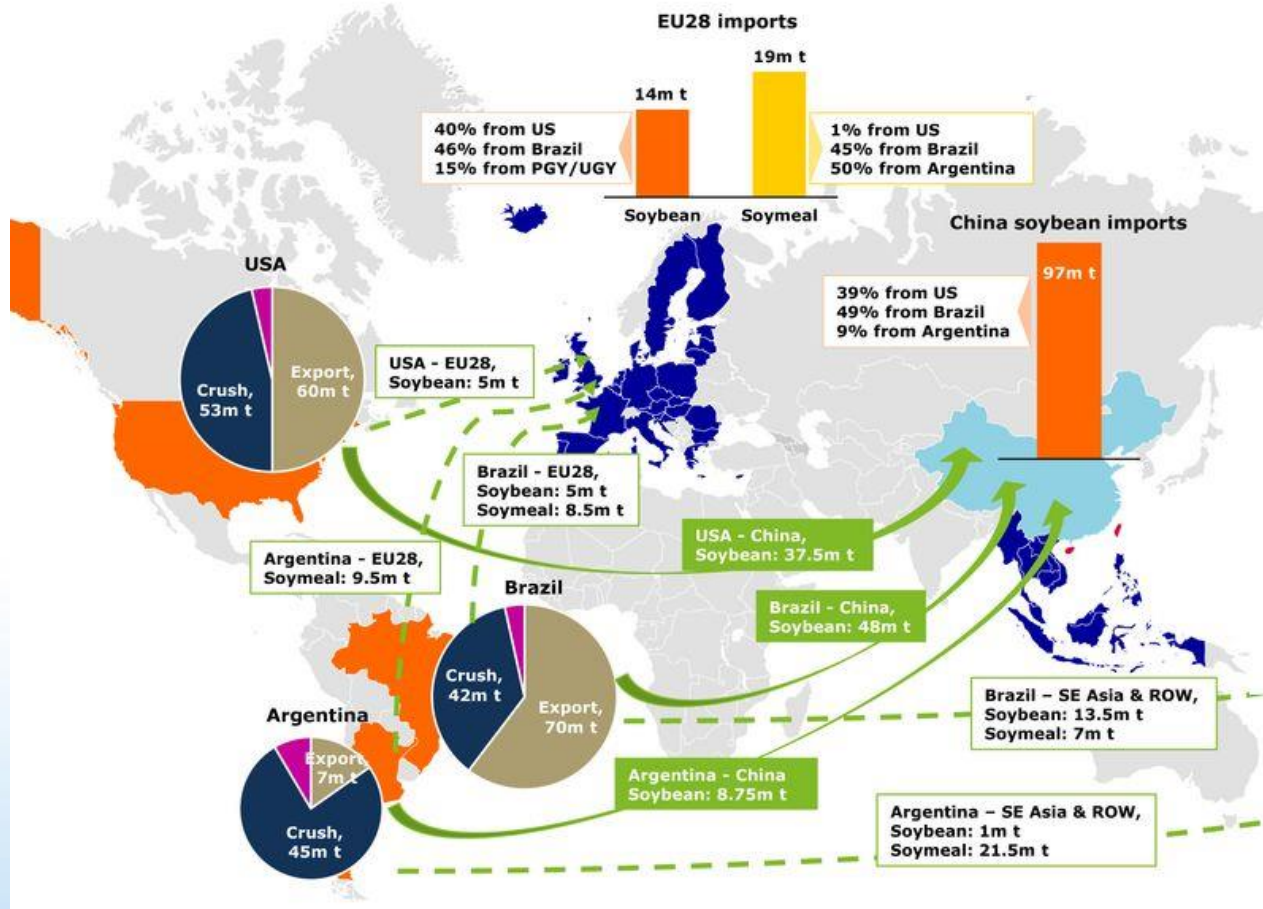 EU28 imports
19m t
14m t
40% from US
46% from Brazil
15% from PGY/UGY
1% from US
45% from Brazil
50% from Argentina
Soybean
Soymeal
China soybean imports
97m t
39% from US
49% from Brazil
9% from Argentina
USA
Crush,
53m t
Export,
60m t
USA - EU28,
Soybean: 5m t
Brazil - EU28,
Soybean: 5m t
Soymeal: 8.5m t
USA - China,
Soybean: 37.5m t
Argentina - EU28,
Soymeal: 9.5m t
Brazil
Crush,
42m t
Export,
70m t
Brazil - China,
Soybean: 48m t
Brazil – SE Asia & ROW,
Soybean: 13.5m t
Soymeal: 7m t
Argentina
Export,
7m t
Crush,
45m t
Argentina - China
Soybean: 8.75m t
Argentina – SE Asia & ROW,
Soybean: 1m t
Soymeal: 21.5m t